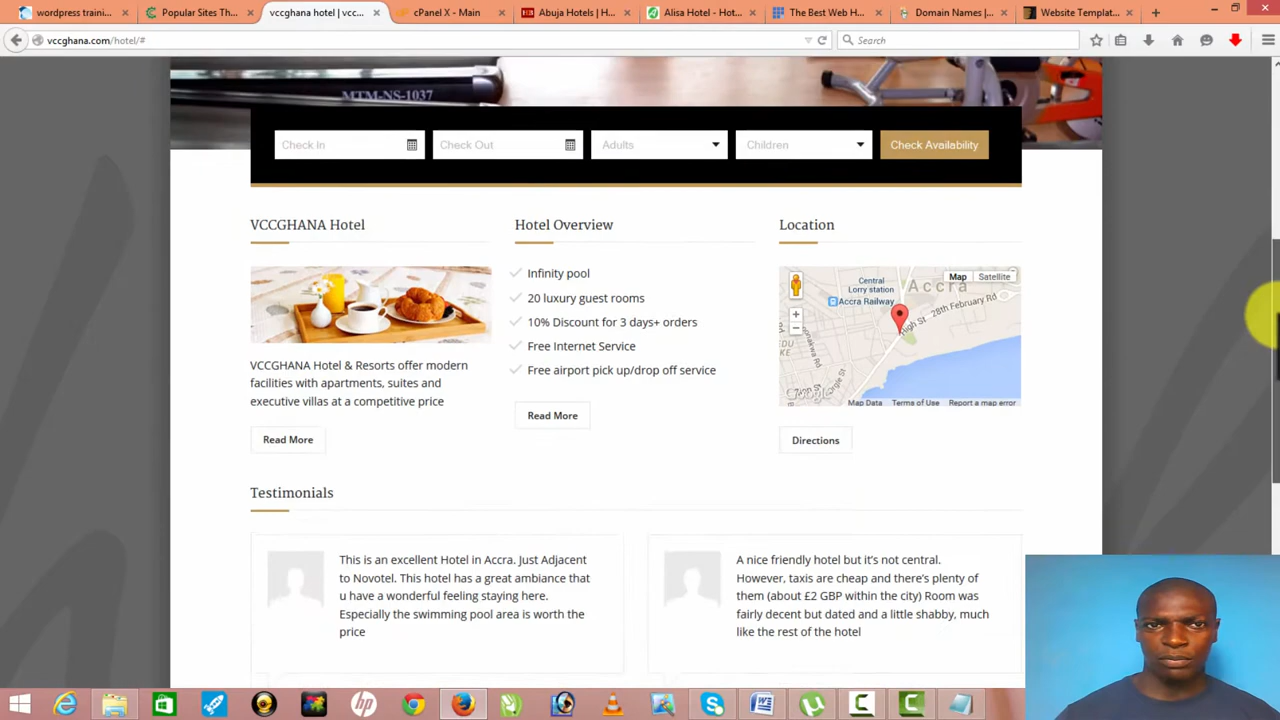 wordpress traini...
Popular Sites Th...
vccghana hotel | vcc...
cPanel X - Main
Abuja Hotels | H...
Alisa Hotel - Hot...
The Best Web H...
Domain Names |...
Website Templat...
vccghana.com/hotel/#
Search
MTM-NS-1037
Check In
Check Out
Adults
Children
Check Availability
VCCGHANA Hotel
VCCGHANA Hotel & Resorts offer modern
facilities with apartments, suites and
executive villas at a competitive price
Read More
Hotel Overview
Infinity pool
20 luxury guest rooms
10% Discount for 3 days+ orders
Free Internet Service
Free airport pick up/drop off service
Read More
Location
Map Satellite
Central
Lorry station
Accra
Accra Railway
High St
28th February Rd
Google
Map Data Terms of Use Report a map error
Directions
Testimonials
This is an excellent Hotel in Accra. Just Adjacent
to Novotel. This hotel has a great ambiance that
u have a wonderful feeling staying here.
Especially the swimming pool area is worth the
price
A nice friendly hotel but it’s not central.
However, taxis are cheap and there’s plenty of
them (about £2 GBP within the city) Room was
fairly decent but dated and a little shabby, much
like the rest of the hotel
hp